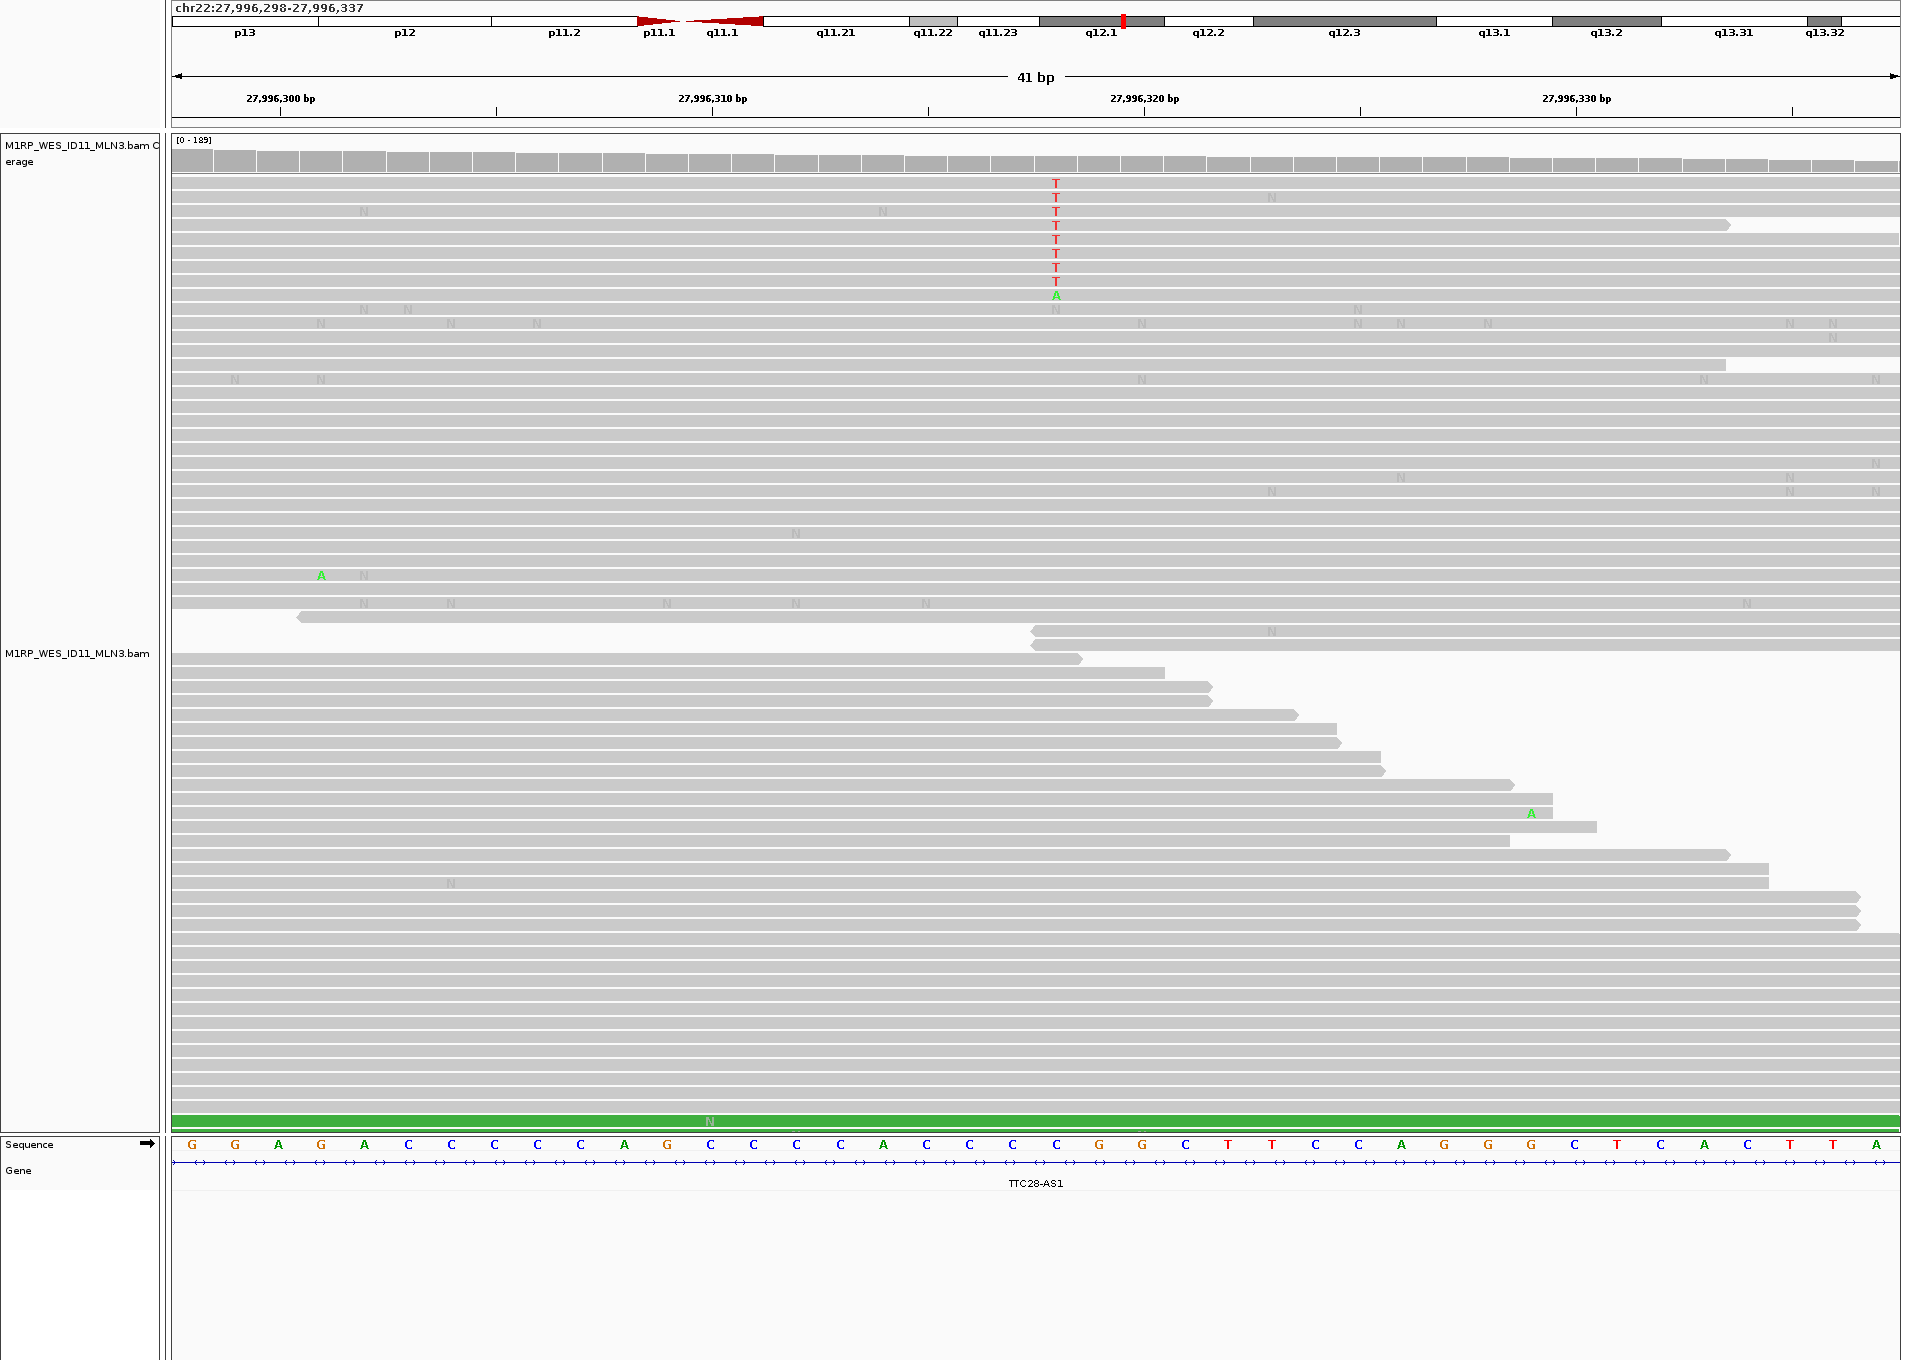 chr22:27,996,298-27,996,337
p13 p12 p11.2 p11.1 q11.1 q11.21 q11.22 q11.23 q12.1 q12.2 q12.3 q13.1 q13.2 q13.31 q13.32
41 bp
27,996,300 bp 27,996,310 bp 27,996,320 bp 27,996,330 bp
M1RP_WES_ID11_MLN3.bam C
erage
[0 - 189]
T
T N
N N T
T
T
T
T
T
A
N N N N
N N N N N N N N N
N
N N N N N
N
N N
N N N
N
A N
N N N N N N
N
M1RP_WES_ID11_MLN3.bam
A
N
N
Sequence
G G A G A C C C C C A G C C C C A C C C C G G C T T C C A G G G C T C A C T T A
Gene
TTC28-AS1